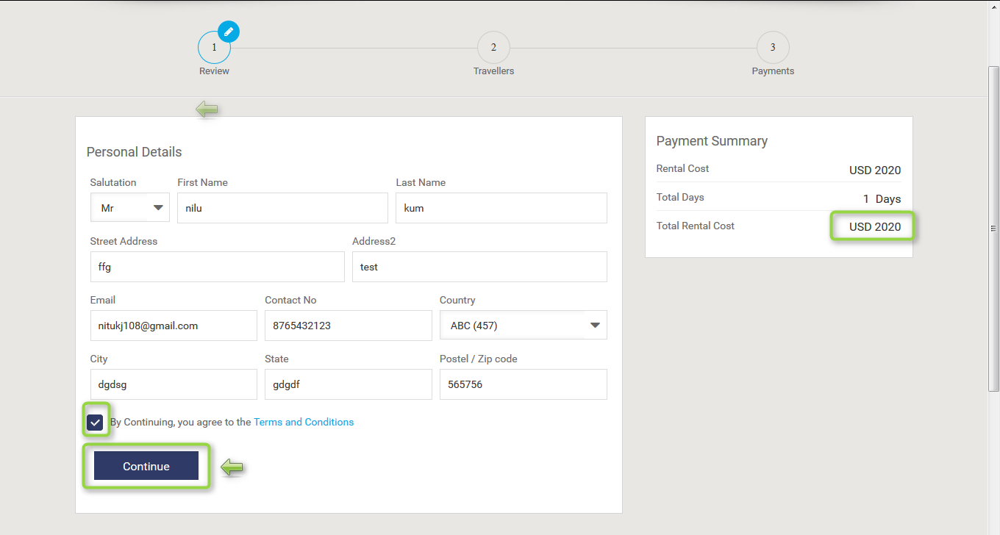 1 2 3
Review Travellers Payments
Personal Details
Salutation First Name Last Name
Mr nilu kum
Street Address Address2
ffg test
Email Contact No Country
nitukj108@gmail.com 8765432123 ABC (457)
City State Postel / Zip code
dgdsg gdgdf 565756
By Continuing, you agree to the Terms and Conditions
Continue
Payment Summary
Rental Cost USD 2020
Total Days 1 Days
Total Rental Cost USD 2020